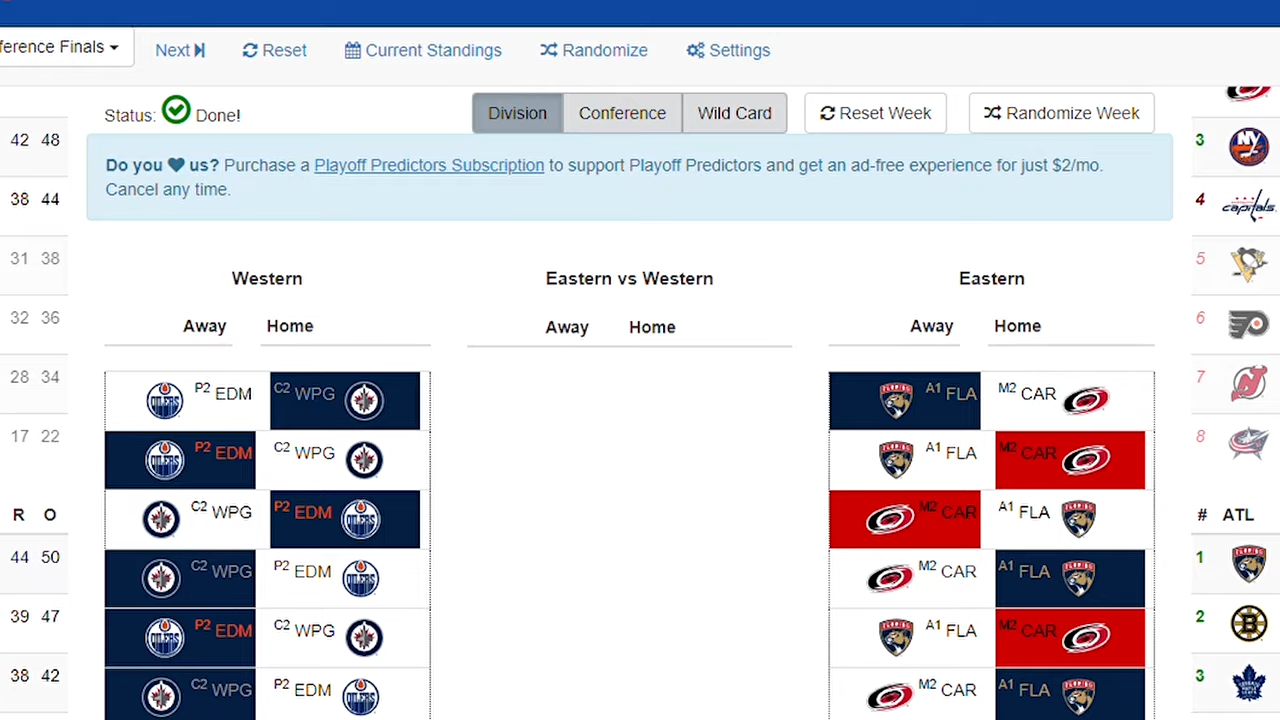 ference Finals
Next
Reset
Current Standings
Randomize
Settings
Status: Done!
Division
Conference
Wild Card
Reset Week
Randomize Week
Do you us? Purchase a Playoff Predictors Subscription to support Playoff Predictors and get an ad-free experience for just $2/mo.
Cancel any time.
42 48
38 44
31 38
32 36
28 34
17 22
R O
44 50
39 47
38 42
Western
Away Home
P2 EDM C2 WPG
P2 EDM C2 WPG
C2 WPG P2 EDM
C2 WPG P2 EDM
P2 EDM C2 WPG
C2 WPG P2 EDM
Eastern vs Western
Away Home
Eastern
Away Home
A1 FLA M2 CAR
A1 FLA M2 CAR
M2 CAR A1 FLA
M2 CAR A1 FLA
A1 FLA M2 CAR
M2 CAR A1 FLA
3 NY
4 capitals
5
6
7
8
# ATL
1
2
3